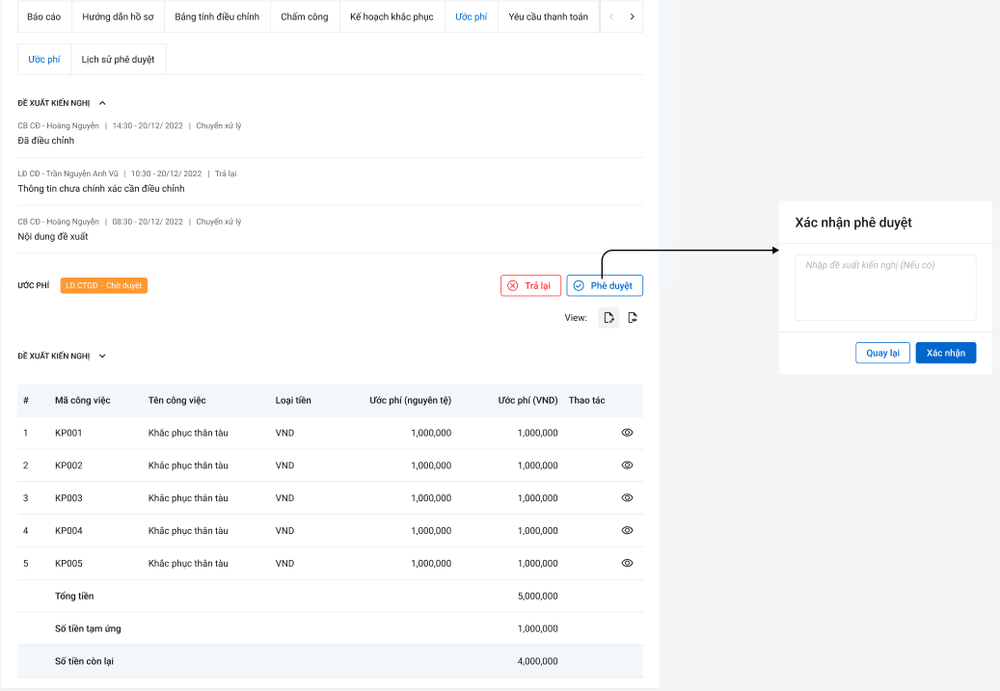 Báo cáo Hướng dẫn hồ sơ Bảng tính điều chỉnh Chấm công Kế hoạch khắc phục Ước phí Yêu cầu thanh toán
Ước phí Lịch sử phê duyệt
ĐỀ XUẤT KIẾN NGHỊ
CB CĐ - Hoàng Nguyễn | 14:30 - 20/12/ 2022 | Chuyển xử lý
Đã điều chỉnh
LĐ CĐ - Trần Nguyễn Anh Vũ | 10:30 - 20/12/ 2022 | Trả lại
Thông tin chưa chính xác cần điều chỉnh
CB CĐ - Hoàng Nguyễn | 08:30 - 20/12/ 2022 | Chuyển xử lý
Nội dung đề xuất
ƯỚC PHÍ LD CTGĐ - Chờ duyệt Trả lại Phê duyệt
View:
ĐỀ XUẤT KIẾN NGHỊ
# Mã công việc Tên công việc Loại tiền Ước phí (nguyên tệ) Ước phí (VND) Thao tác
1 KP001 Khắc phục thân tàu VND 1,000,000 1,000,000
2 KP002 Khắc phục thân tàu VND 1,000,000 1,000,000
3 KP003 Khắc phục thân tàu VND 1,000,000 1,000,000
4 KP004 Khắc phục thân tàu VND 1,000,000 1,000,000
5 KP005 Khắc phục thân tàu VND 1,000,000 1,000,000
Tổng tiền 5,000,000
Số tiền tạm ứng 1,000,000
Số tiền còn lại 4,000,000
Xác nhận phê duyệt
Nhập đề xuất kiến nghị (Nếu có)
Quay lại Xác nhận